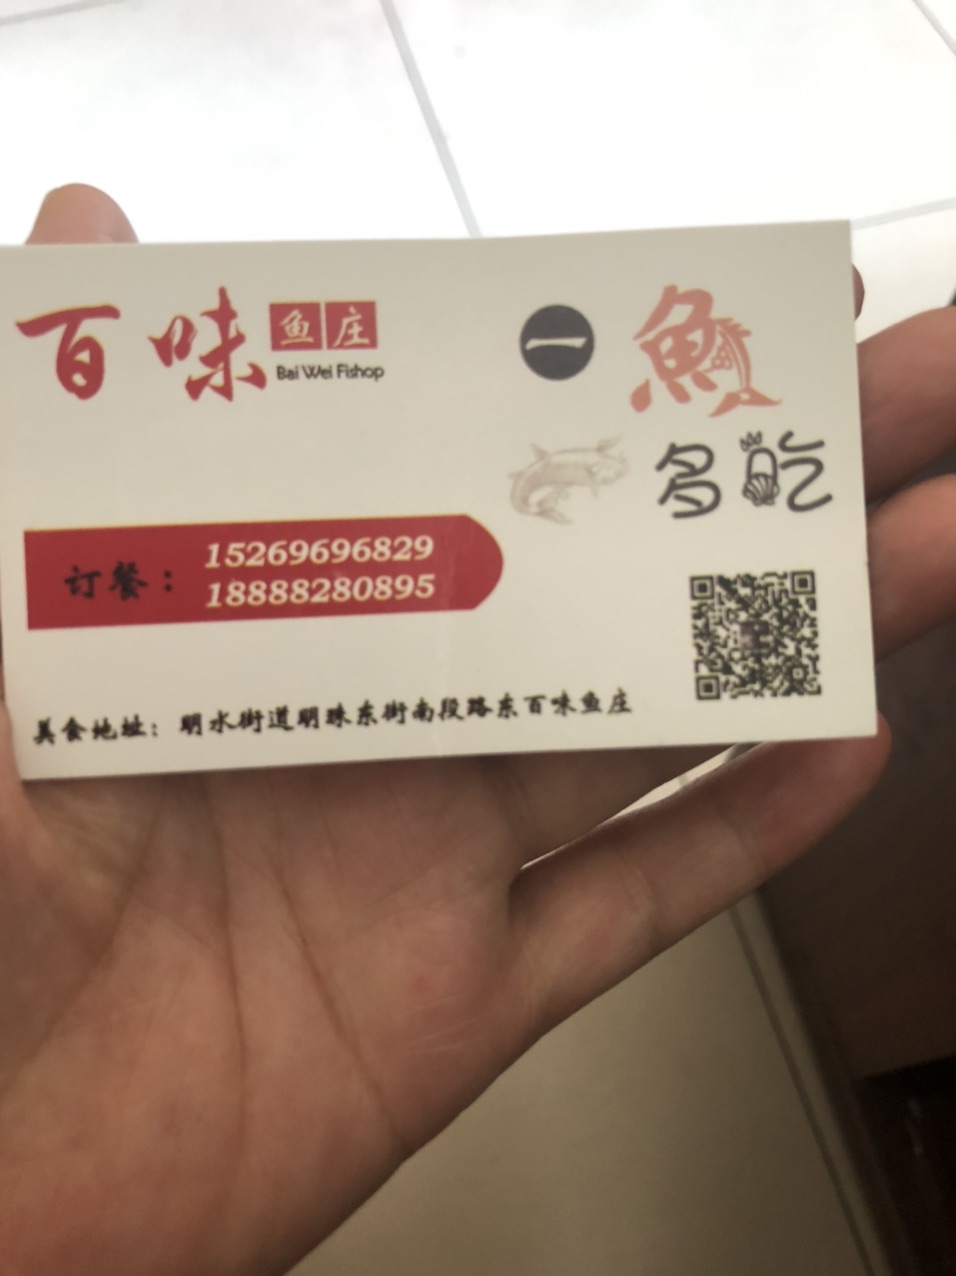 百味 鱼庄
Bai Wei Fishop
一魚
多吃
订餐：15269696829
18888280895
美食地址：明水街道明珠东街南段路东百味鱼庄